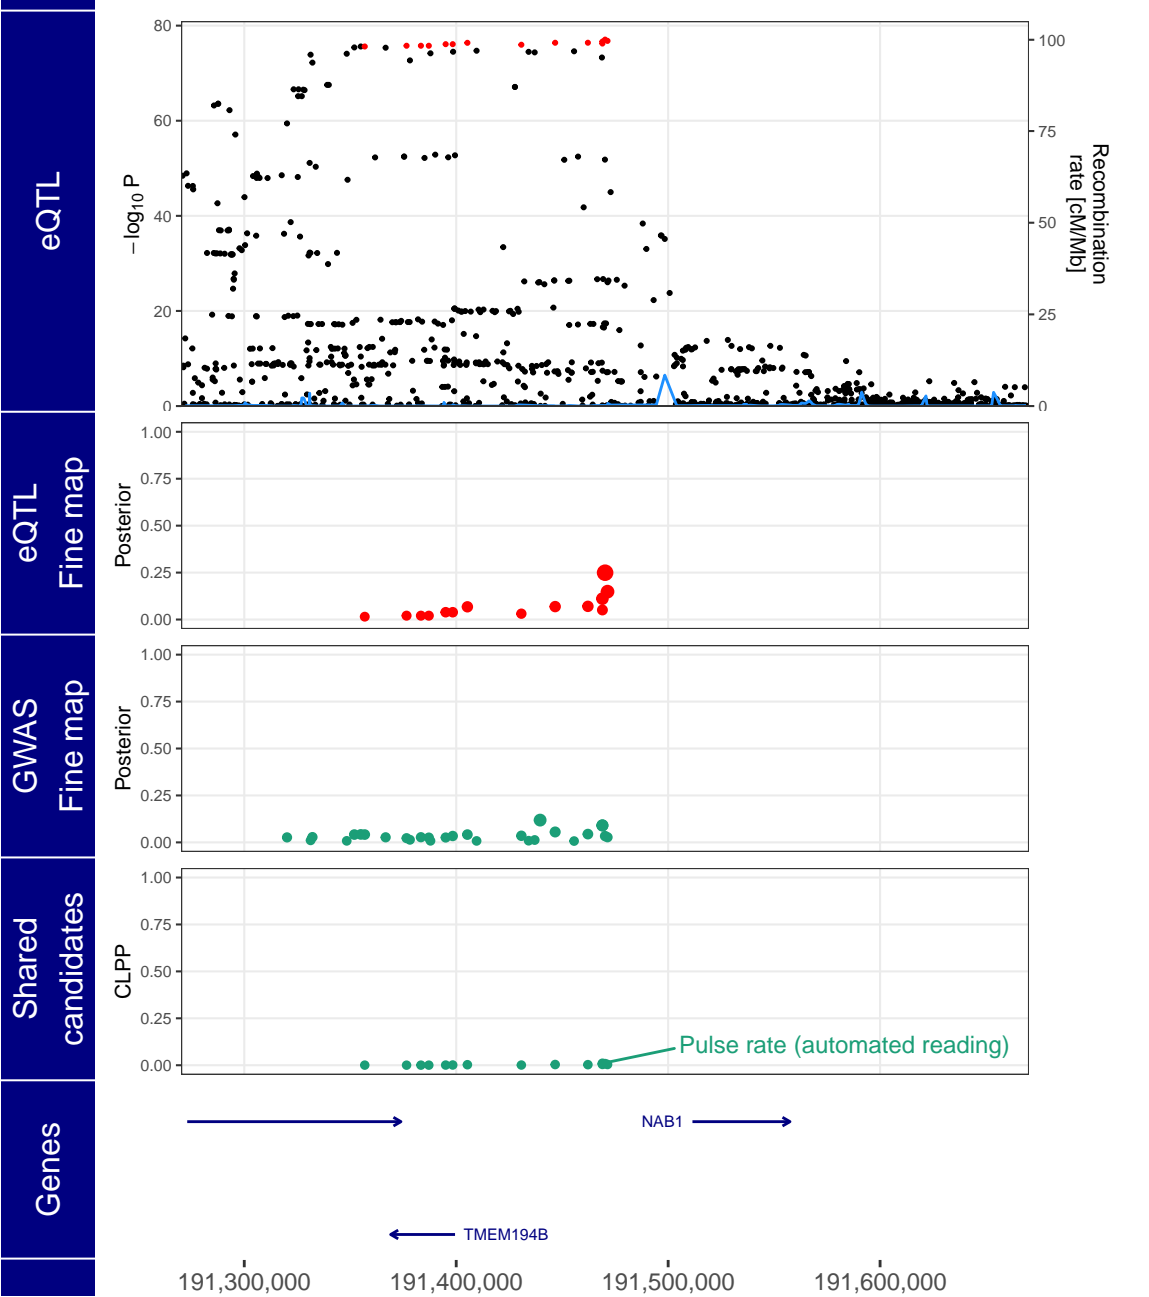 eQTL
−log10 P
80
60
40
20
0
100
75
50
25
0
Recombination
rate [cM/Mb]
eQTL
Fine map
Posterior
1.00
0.75
0.50
0.25
0.00
GWAS
Fine map
Posterior
1.00
0.75
0.50
0.25
0.00
Shared
candidates
CLPP
1.00
0.75
0.50
0.25
0.00
Pulse rate (automated reading)
Genes
NAB1
TMEM194B
191,300,000
191,400,000
191,500,000
191,600,000